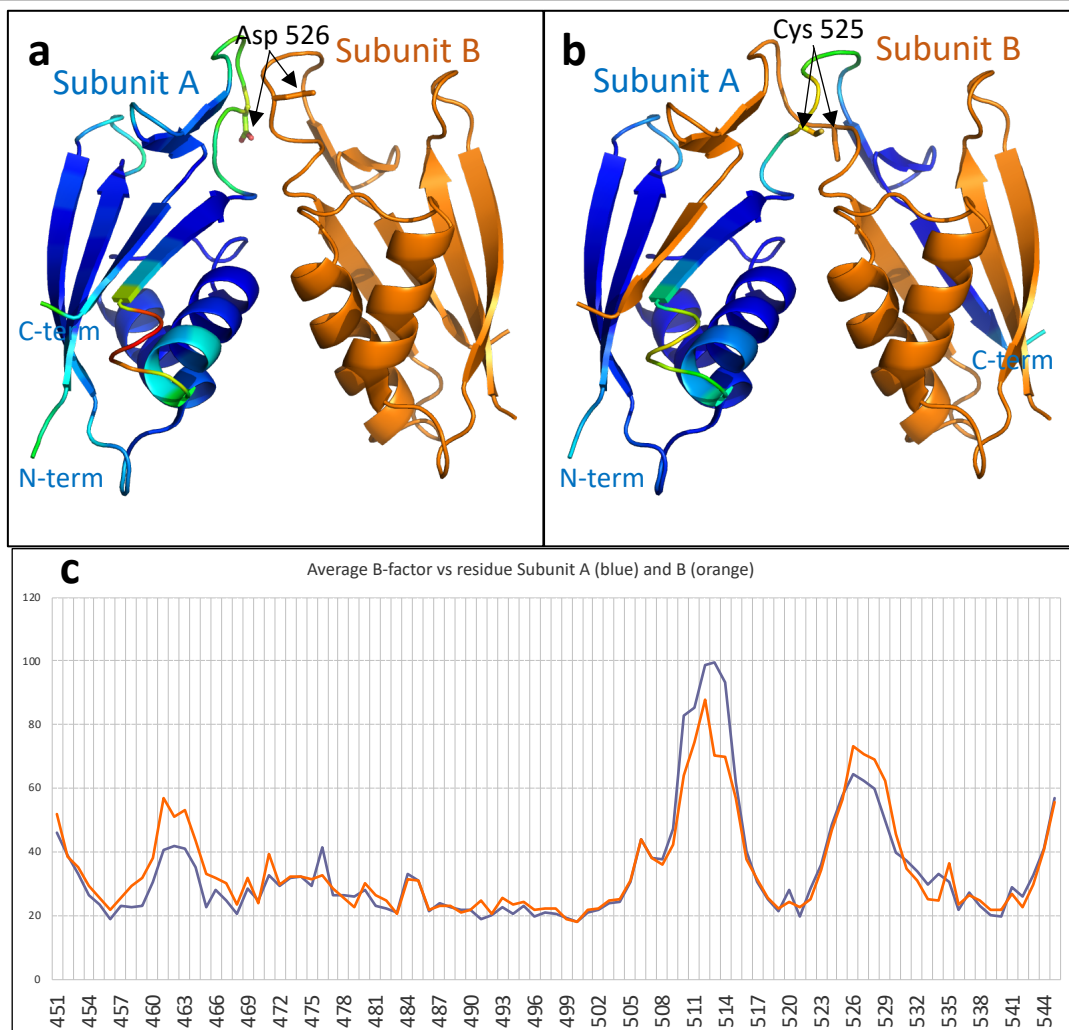 a
Asp 526
Subunit A
Subunit B
C-term
N-term
b
Cys 525
Subunit A
Subunit B
C-term
N-term
c
Average B-factor vs residue Subunit A (blue) and B (orange)
120
100
80
60
40
20
0
451
454
457
460
463
466
469
472
475
478
481
484
487
490
493
496
499
502
505
508
511
514
517
520
523
526
529
532
535
538
541
544